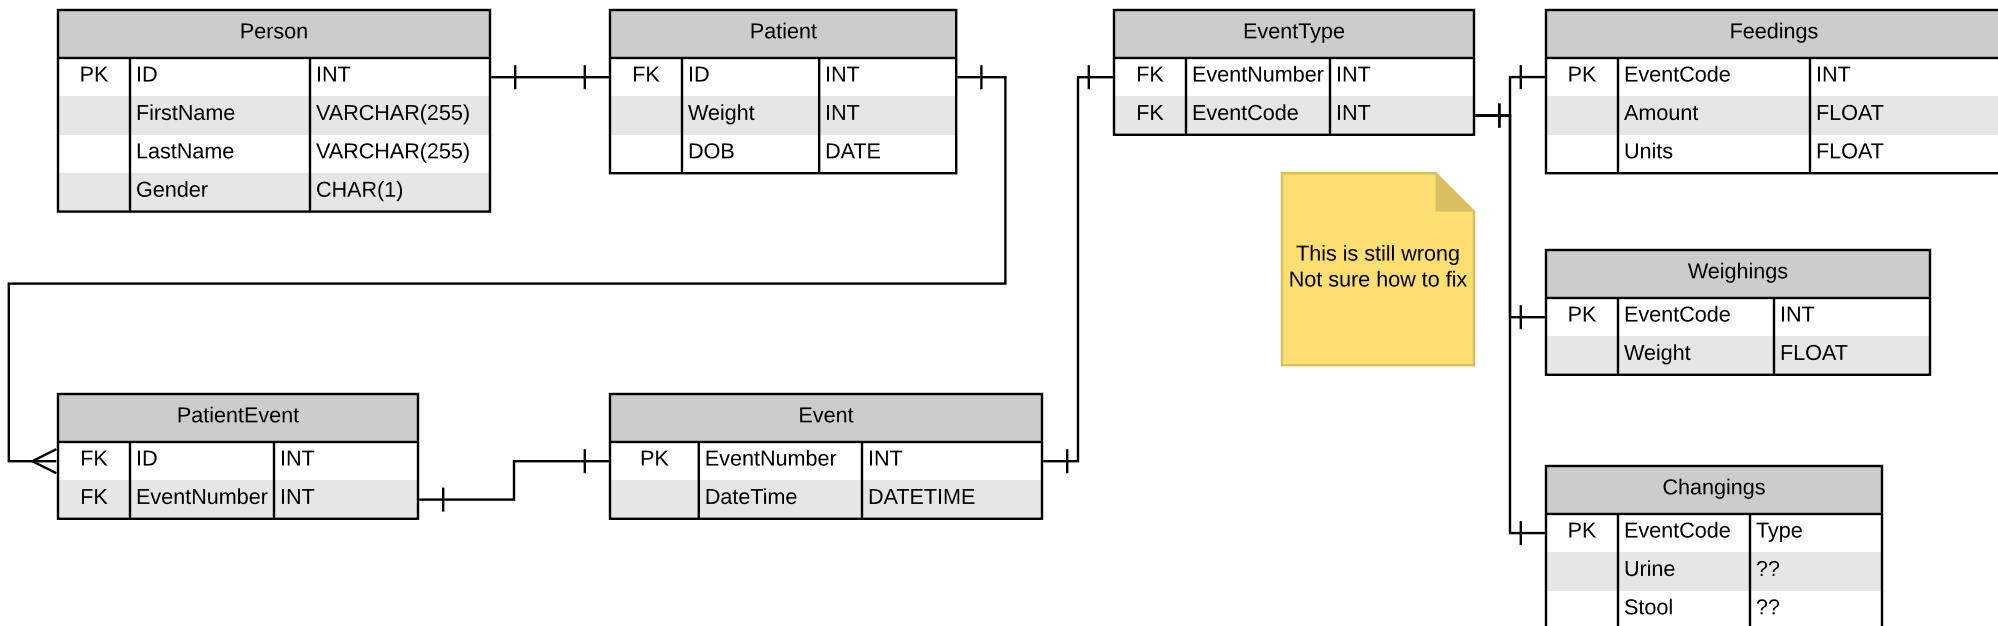 Person
PK ID INT
FirstName VARCHAR(255)
LastName VARCHAR(255)
Gender CHAR(1)
Patient
FK ID INT
Weight INT
DOB DATE
EventType
FK EventNumber INT
FK EventCode INT
Feedings
PK EventCode INT
Amount FLOAT
Units FLOAT
This is still wrong
Not sure how to fix
Weighings
PK EventCode INT
Weight FLOAT
PatientEvent
FK ID INT
FK EventNumber INT
Event
PK EventNumber INT
DateTime DATETIME
Changings
PK EventCode Type
Urine ??
Stool ??